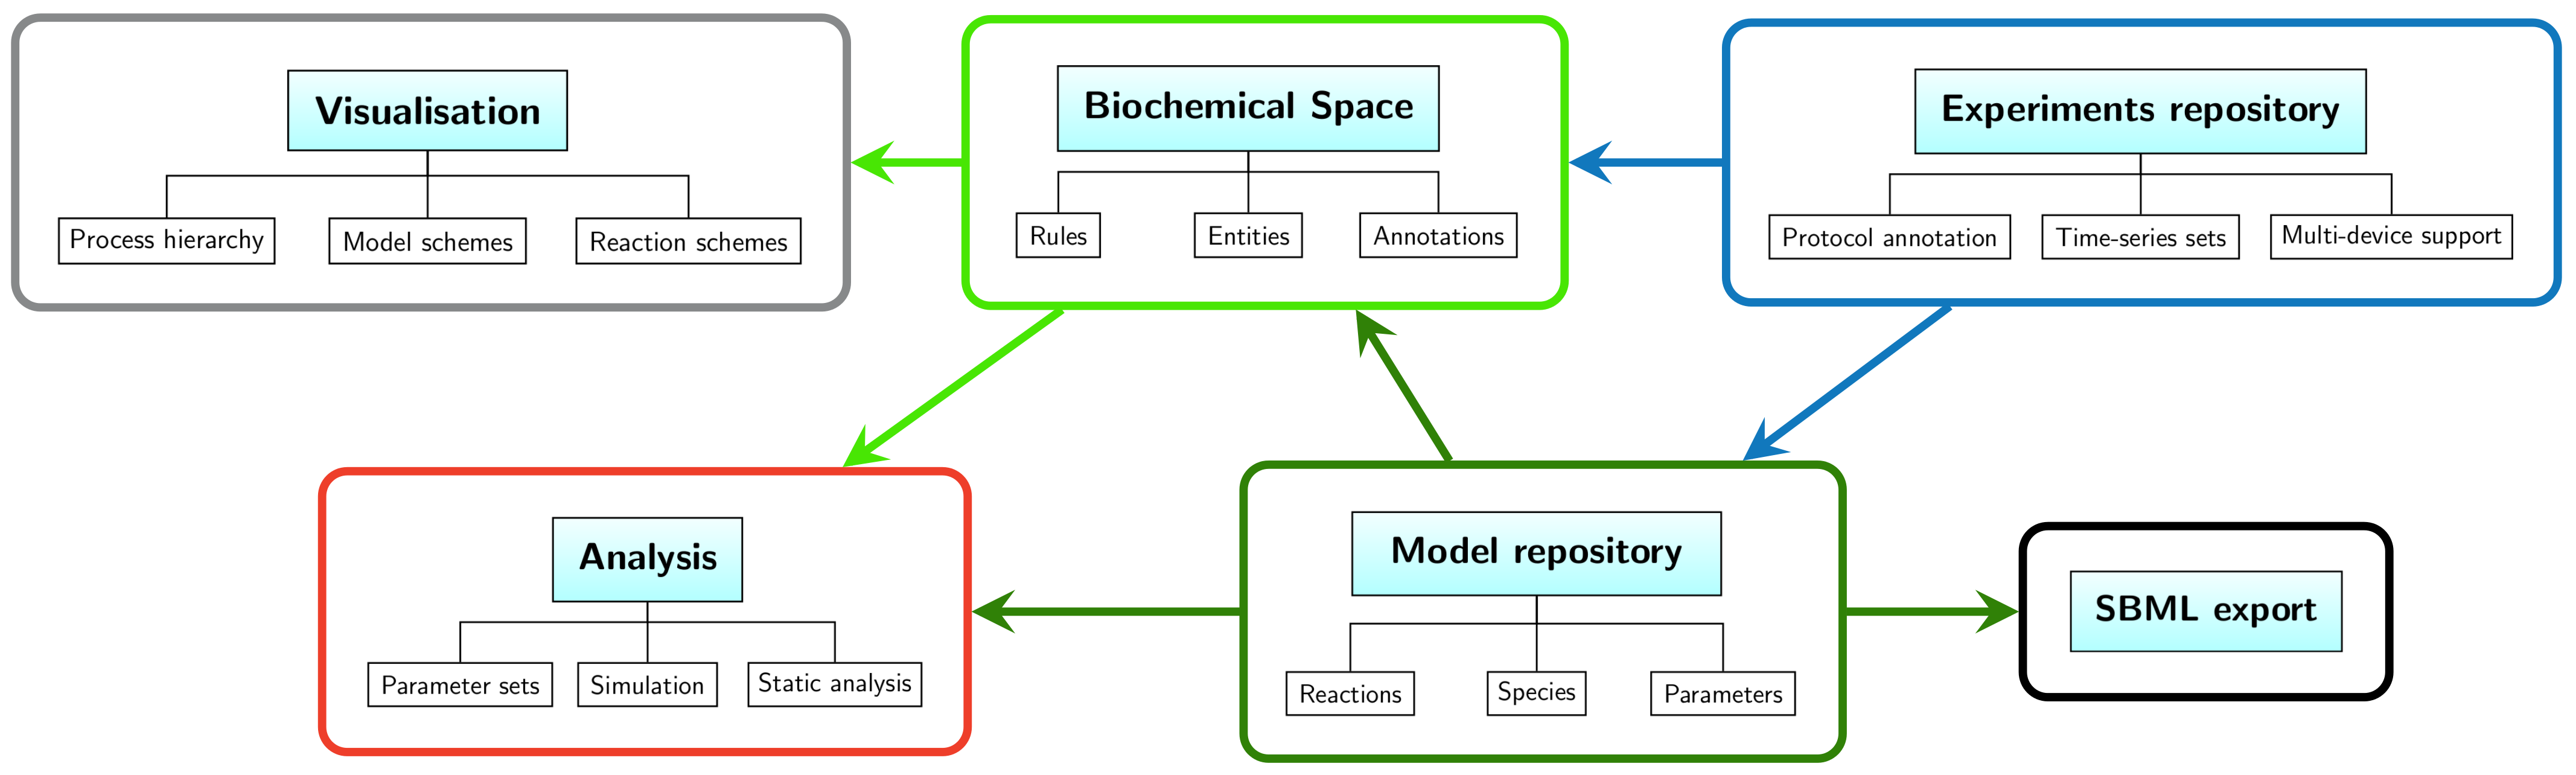 Visualisation
Process hierarchy
Model schemes
Reaction schemes
Biochemical Space
Rules
Entities
Annotations
Experiments repository
Protocol annotation
Time-series sets
Multi-device support
Analysis
Parameter sets
Simulation
Static analysis
Model repository
Reactions
Species
Parameters
SBML export